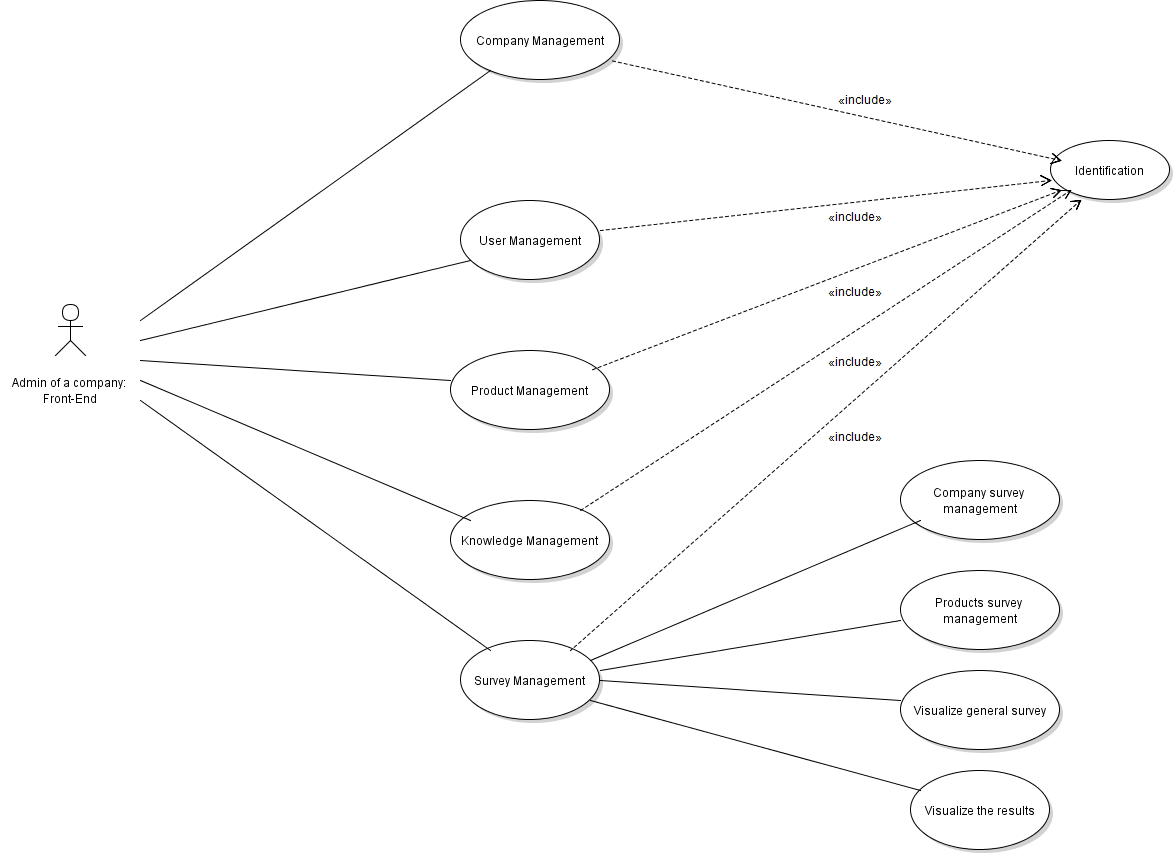 Company Management
«include»
Identification
«include»
User Management
«include»
«include»
Admin of a company:
Front-End
Product Management
«include»
Company survey
management
Knowledge Management
Products survey
management
Survey Management
Visualize general survey
Visualize the results